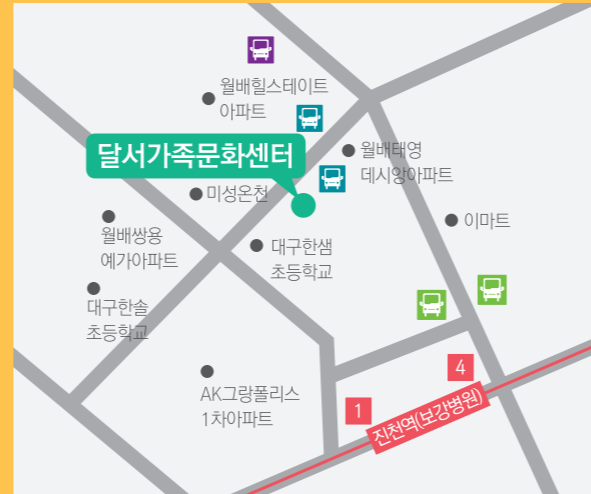 월배힐스테이트
아파트
달서가족문화센터
월배태영
데시앙아파트
미성온천
이마트
월배쌍용
예가아파트
대구한샘
초등학교
대구한솔
초등학교
AK그랑폴리스
1차아파트
4
1
진천역(보강병원)